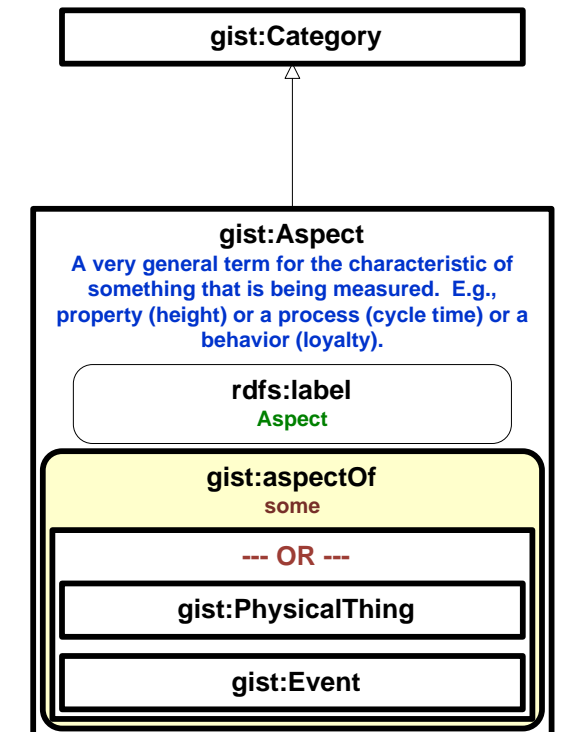 gist:Category
gist:Aspect
A very general term for the characteristic of
something that is being measured.  E.g.,
property (height) or a process (cycle time) or a
behavior (loyalty).
rdfs:label
Aspect
gist:aspectOf
some
--- OR ---
gist:PhysicalThing
gist:Event